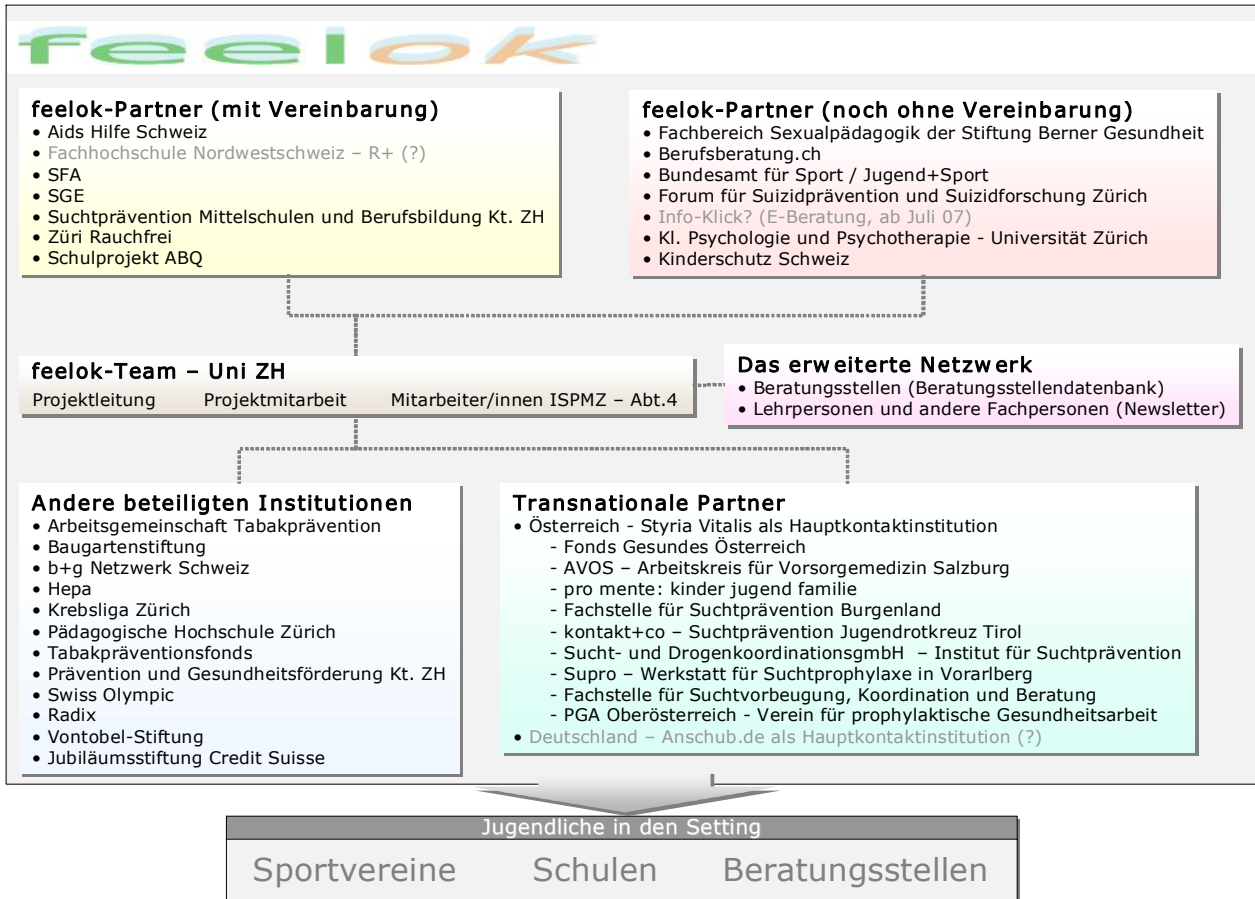 feelok
feelok-Partner (mit Vereinbarung)
• Aids Hilfe Schweiz
• Fachhochschule Nordwestschweiz – R+ (?)
• SFA
• SGE
• Suchtprävention Mittelschulen und Berufsbildung Kt. ZH
• Züri Rauchfrei
• Schulprojekt ABQ
feelok-Partner (noch ohne Vereinbarung)
• Fachbereich Sexualpädagogik der Stiftung Berner Gesundheit
• Berufsberatung.ch
• Bundesamt für Sport / Jugend+Sport
• Forum für Suizidprävention und Suizidforschung Zürich
• Info-Klick? (E-Beratung, ab Juli 07)
• Kl. Psychologie und Psychotherapie - Universität Zürich
• Kinderschutz Schweiz
feelok-Team – Uni ZH
Projektleitung Projektmitarbeit Mitarbeiter/innen ISPMZ – Abt.4
Das erweiterte Netzwerk
• Beratungsstellen (Beratungsstellendatenbank)
• Lehrpersonen und andere Fachpersonen (Newsletter)
Andere beteiligten Institutionen
• Arbeitsgemeinschaft Tabakprävention
• Baugartenstiftung
• b+g Netzwerk Schweiz
• Hepa
• Krebsliga Zürich
• Pädagogische Hochschule Zürich
• Tabakpräventionsfonds
• Prävention und Gesundheitsförderung Kt. ZH
• Swiss Olympic
• Radix
• Vontobel-Stiftung
• Jubiläumsstiftung Credit Suisse
Transnationale Partner
• Österreich - Styria Vitalis als Hauptkontaktinstitution
- Fonds Gesundes Österreich
- AVOS – Arbeitskreis für Vorsorgemedizin Salzburg
- pro mente: kinder jugend familie
- Fachstelle für Suchtprävention Burgenland
- kontakt+co – Suchtprävention Jugendrotkreuz Tirol
- Sucht- und DrogenkoordinationsgmbH – Institut für Suchtprävention
- Supro – Werkstatt für Suchtprophylaxe in Vorarlberg
- Fachstelle für Suchtvorbeugung, Koordination und Beratung
- PGA Oberösterreich - Verein für prophylaktische Gesundheitsarbeit
• Deutschland – Anschub.de als Hauptkontaktinstitution (?)
Jugendliche in den Setting
Sportvereine Schulen Beratungsstellen